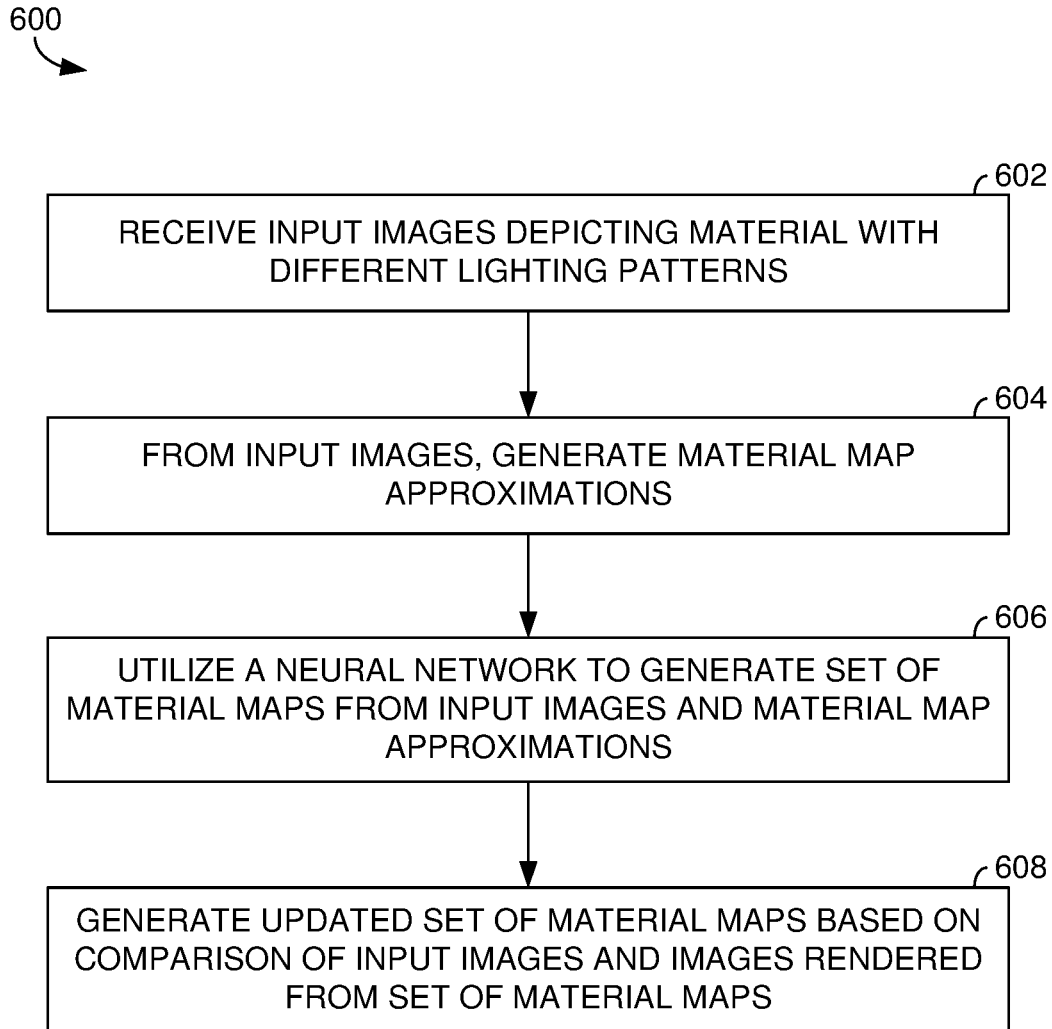 600
602
RECEIVE INPUT IMAGES DEPICTING MATERIAL WITH
DIFFERENT LIGHTING PATTERNS
604
FROM INPUT IMAGES, GENERATE MATERIAL MAP
APPROXIMATIONS
606
UTILIZE A NEURAL NETWORK TO GENERATE SET OF
MATERIAL MAPS FROM INPUT IMAGES AND MATERIAL MAP
APPROXIMATIONS
608
GENERATE UPDATED SET OF MATERIAL MAPS BASED ON
COMPARISON OF INPUT IMAGES AND IMAGES RENDERED
FROM SET OF MATERIAL MAPS